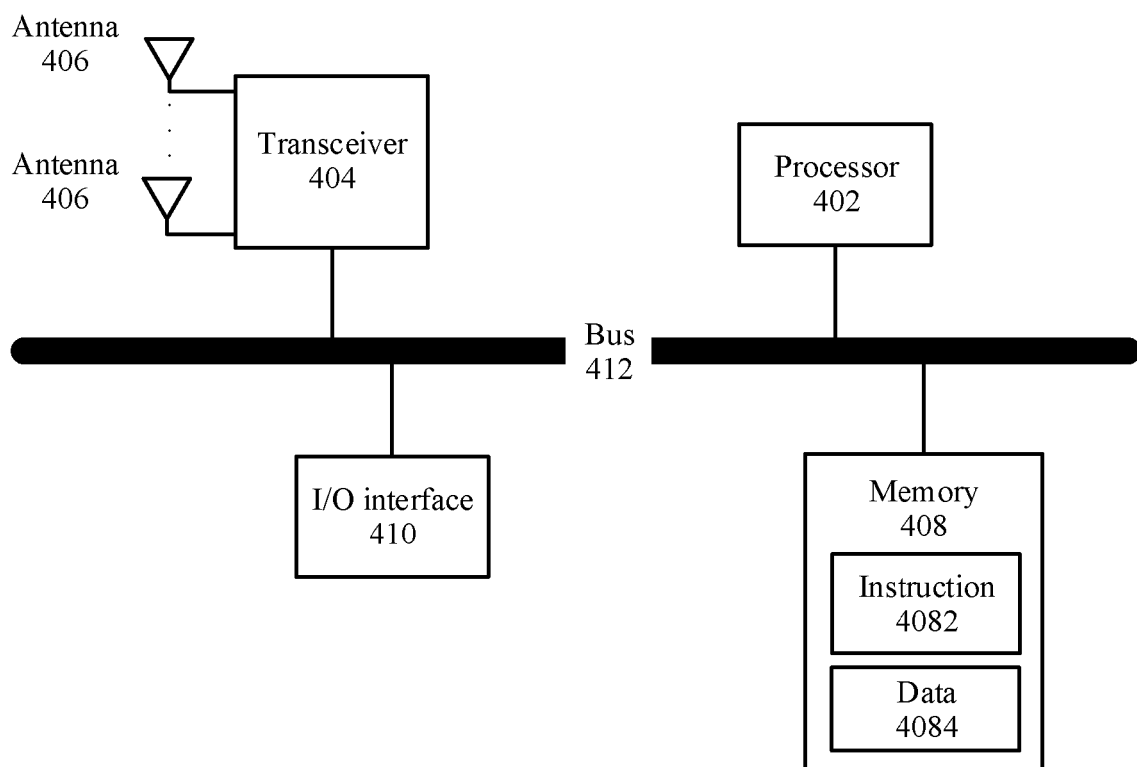 Antenna
406
Antenna
406
Transceiver
404
Processor
402
Bus
412
I/O interface
410
Memory
408
Instruction
4082
Data
4084